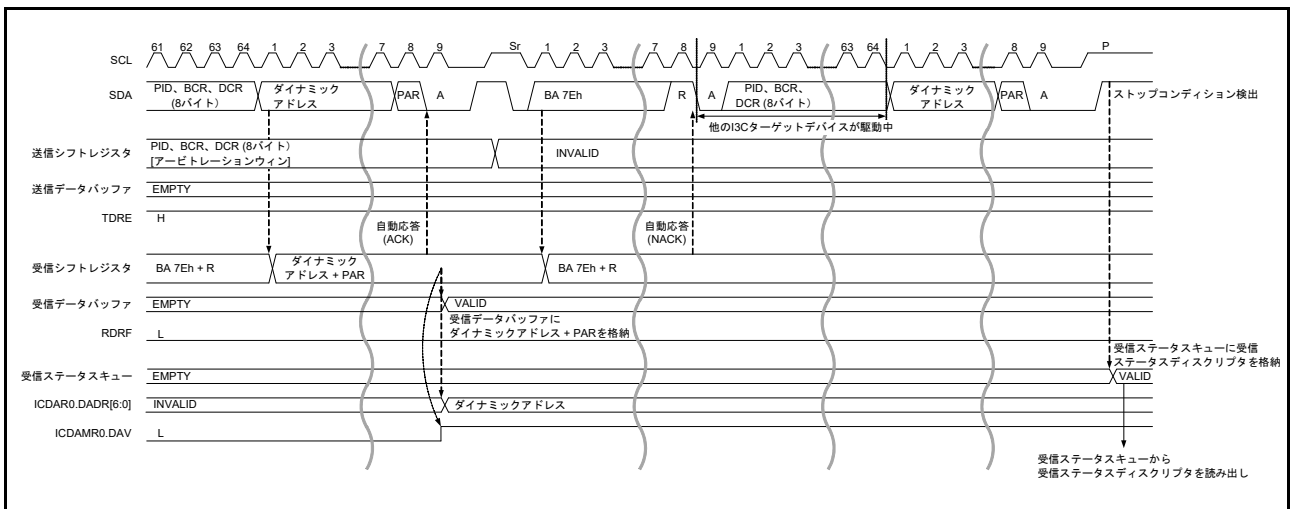 SCL 61 62 63 64 1 2 3 7 8 9 Sr 1 2 3 7 8 9 1 2 3 63 64 1 2 3 8 9 P
SDA
PID、BCR、DCR
(8バイト)
ダイナミック
アドレス
PAR
A
BA 7Eh
R
A
PID、BCR、
DCR (8バイト)
ダイナミック
アドレス
PAR
A
ストップコンディション検出
他のI3Cターゲットデバイスが駆動中
送信シフトレジスタ
PID、BCR、DCR (8バイト)
[アービトレーションウィン]
INVALID
送信データバッファ
EMPTY
TDRE
H
自動応答
(ACK)
自動応答
(NACK)
受信シフトレジスタ
BA 7Eh + R
ダイナミック
アドレス + PAR
BA 7Eh + R
受信データバッファ
EMPTY
VALID
受信データバッファに
ダイナミックアドレス + PARを格納
RDRF
L
受信ステータスキューに受信
ステータスディスクリプタを格納
受信ステータスキュー
EMPTY
VALID
ICDAR0.DADR[6:0]
INVALID
ダイナミックアドレス
ICDAMR0.DAV
L
受信ステータスキューから
受信ステータスディスクリプタを読み出し